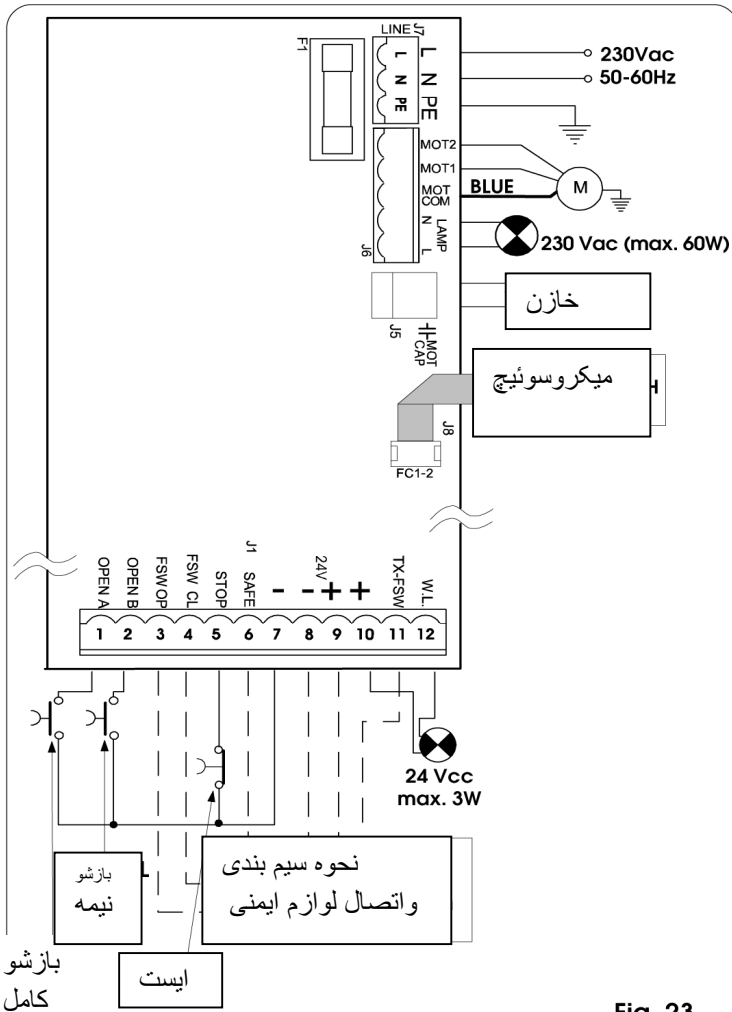 LINE J7
F1
L L
N N
PE PE
230Vac
50-60Hz
MOT2
MOT1
MOT COM
BLUE
M
N LAMP L
J6
230 Vac (max. 60W)
خازن
J5
MOT CAP
میکروسوئیچ
J8
FC1-2
J1
OPEN A
OPEN B
FSW OP
FSW CL
STOP
SAFE
-
-
24V
+
+
TX-FSW
W.L.
1 2 3 4 5 6 7 8 9 10 11 12
24 Vcc
max. 3W
نحوه سیم بندی
واتصال لوازم ایمنی
بازشو
نیمه
ایست
بازشو
کامل
Fig. 23